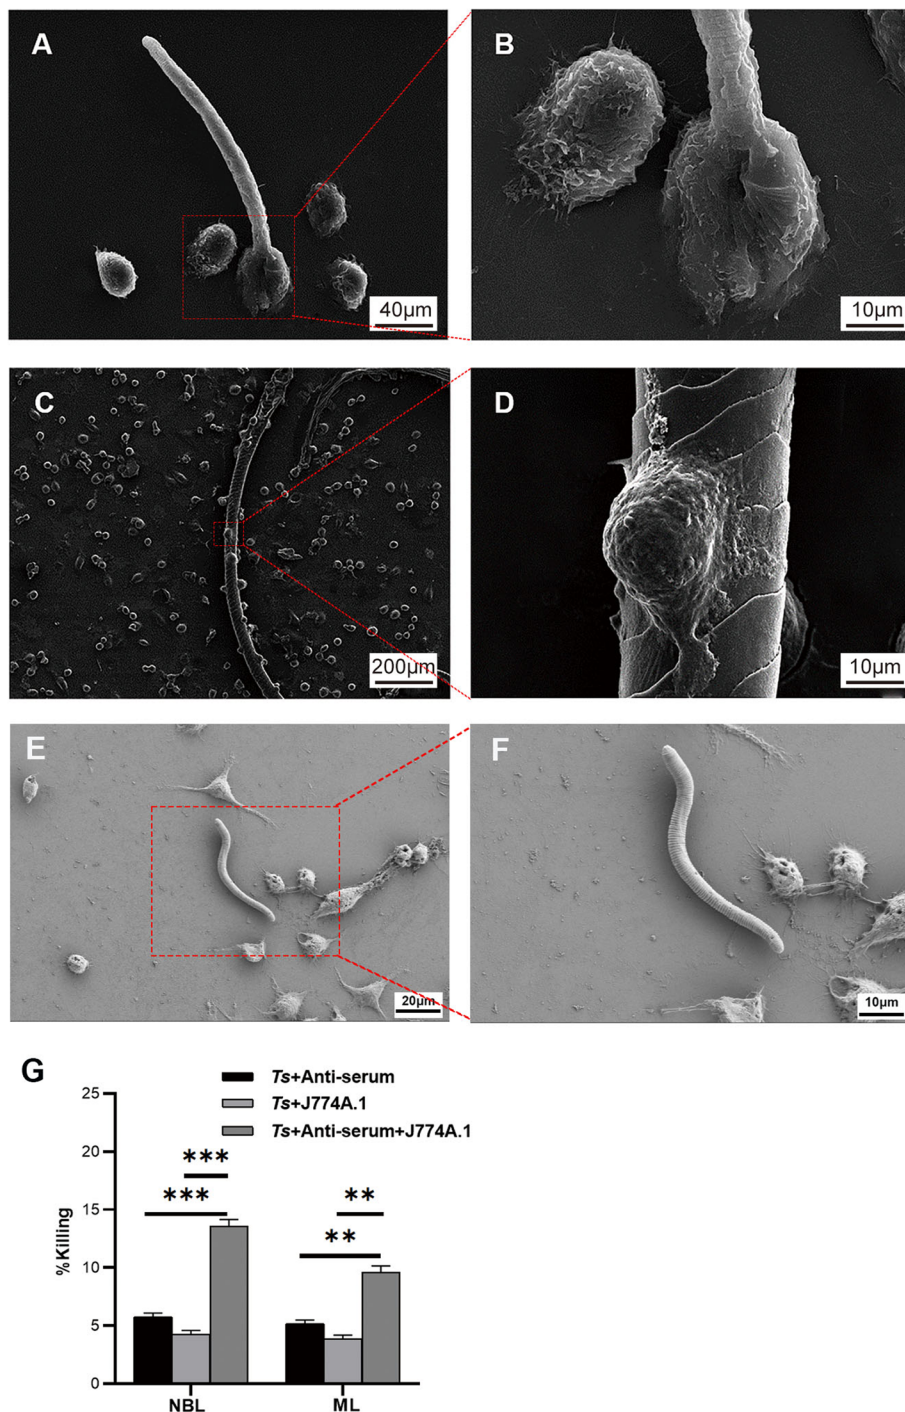 A
B
40μm
10μm
C
D
200μm
10μm
E
F
20μm
10μm
G
Ts+Anti-serum
Ts+J774A.1
Ts+Anti-serum+J774A.1
25
20
15
10
5
0
%Killing
***
***
**
**
NBL
ML